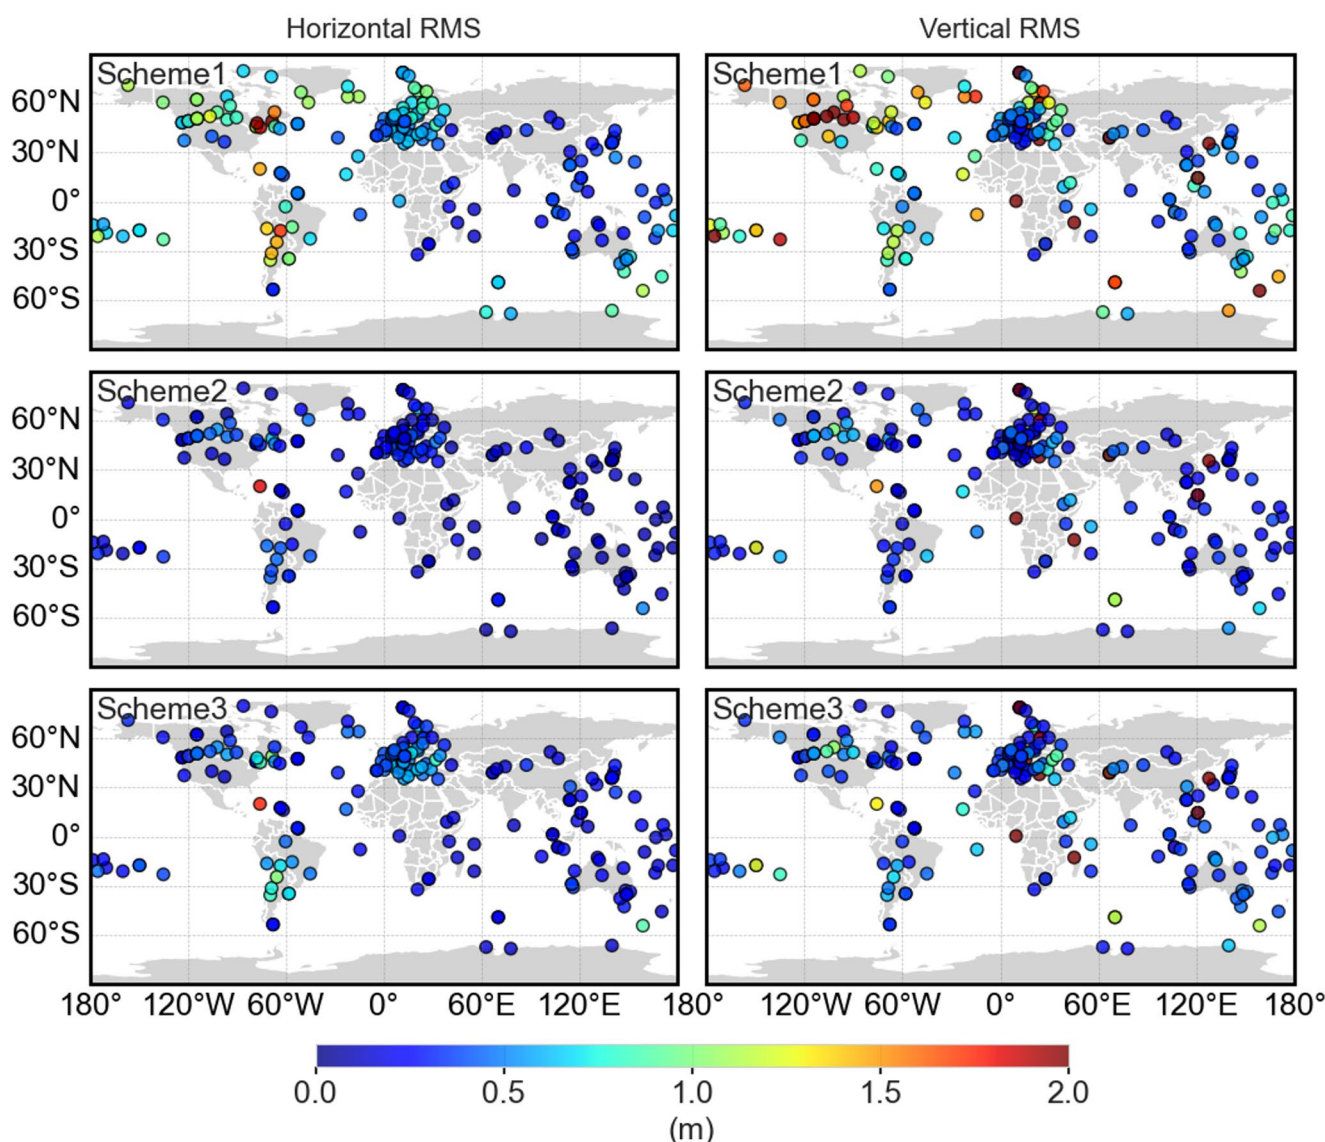 Horizontal RMS Vertical RMS
Scheme1 Scheme1
60°N
30°N
0°
30°S
60°S
Scheme2 Scheme2
60°N
30°N
0°
30°S
60°S
Scheme3 Scheme3
60°N
30°N
0°
30°S
60°S
180° 120°W 60°W 0° 60°E 120°E 180° 120°W 60°W 0° 60°E 120°E 180°
0.0 0.5 1.0 1.5 2.0
(m)